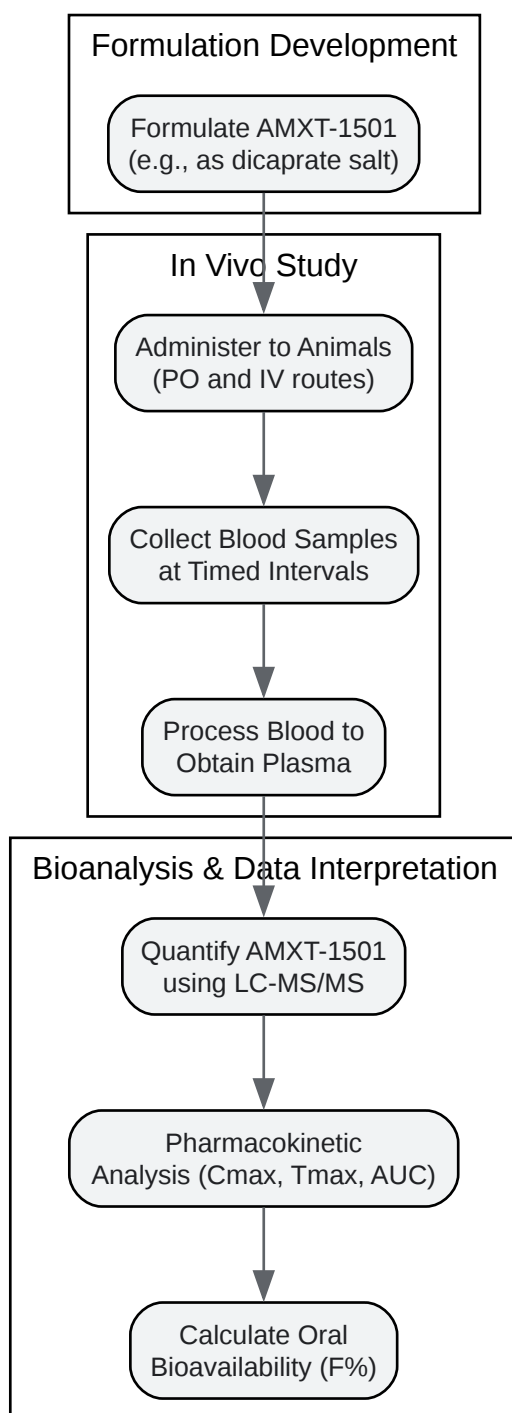 Formulation Development
Formulate AMXT-1501
(e.g., as dicaprate salt)
In Vivo Study
Administer to Animals
(PO and IV routes)
Collect Blood Samples
at Timed Intervals
Process Blood to
Obtain Plasma
Bioanalysis & Data Interpretation
Quantify AMXT-1501
using LC-MS/MS
Pharmacokinetic
Analysis (Cmax, Tmax, AUC)
Calculate Oral
Bioavailability (F%)